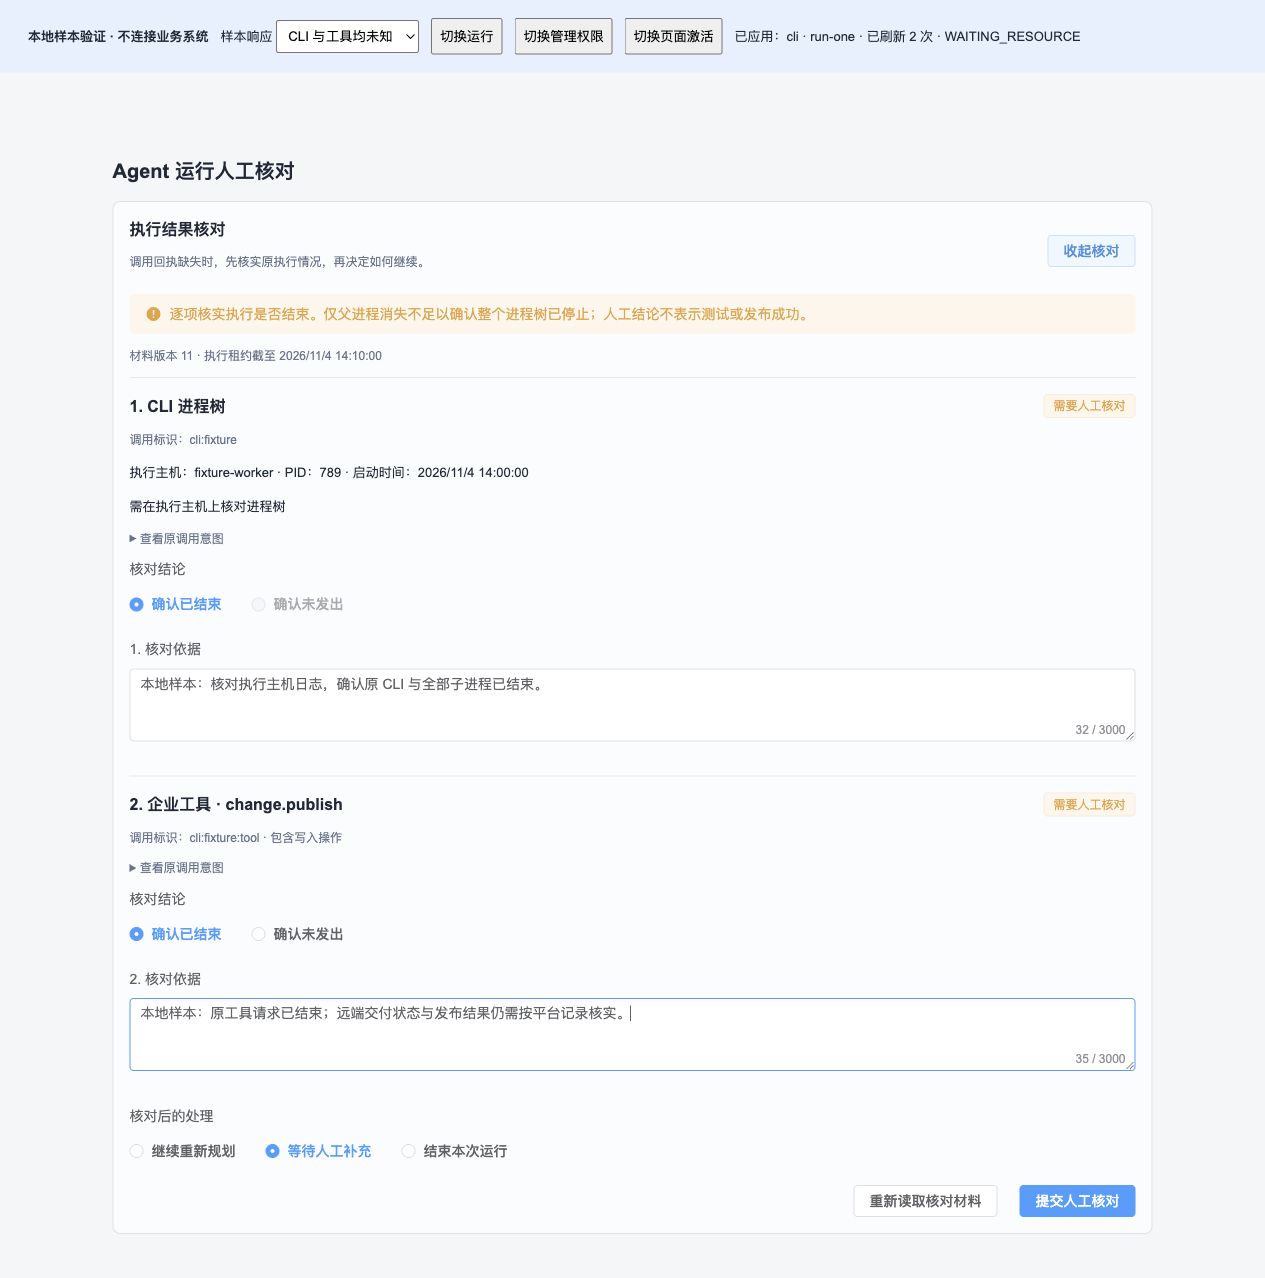 本地样本验证 · 不连接业务系统 样本响应 CLI 与工具均未知 切换运行 切换管理权限 切换页面激活 已应用：cli · run-one · 已刷新 2 次 · WAITING_RESOURCE
Agent 运行人工核对
执行结果核对
调用回执缺失时，先核实原执行情况，再决定如何继续。
收起核对
逐项核实执行是否结束。仅父进程消失不足以确认整个进程树已停止；人工结论不表示测试或发布成功。
材料版本 11 · 执行租约截至 2026/11/4 14:10:00
1. CLI 进程树 需要人工核对
调用标识：cli:fixture
执行主机：fixture-worker · PID：789 · 启动时间：2026/11/4 14:00:00
需在执行主机上核对进程树
查看原调用意图
核对结论
确认已结束 确认未发出
1. 核对依据
本地样本：核对执行主机日志，确认原 CLI 与全部子进程已结束。
32 / 3000
2. 企业工具 · change.publish 需要人工核对
调用标识：cli:fixture:tool · 包含写入操作
查看原调用意图
核对结论
确认已结束 确认未发出
2. 核对依据
本地样本：原工具请求已结束；远端交付状态与发布结果仍需按平台记录核实。
35 / 3000
核对后的处理
继续重新规划 等待人工补充 结束本次运行
重新读取核对材料 提交人工核对